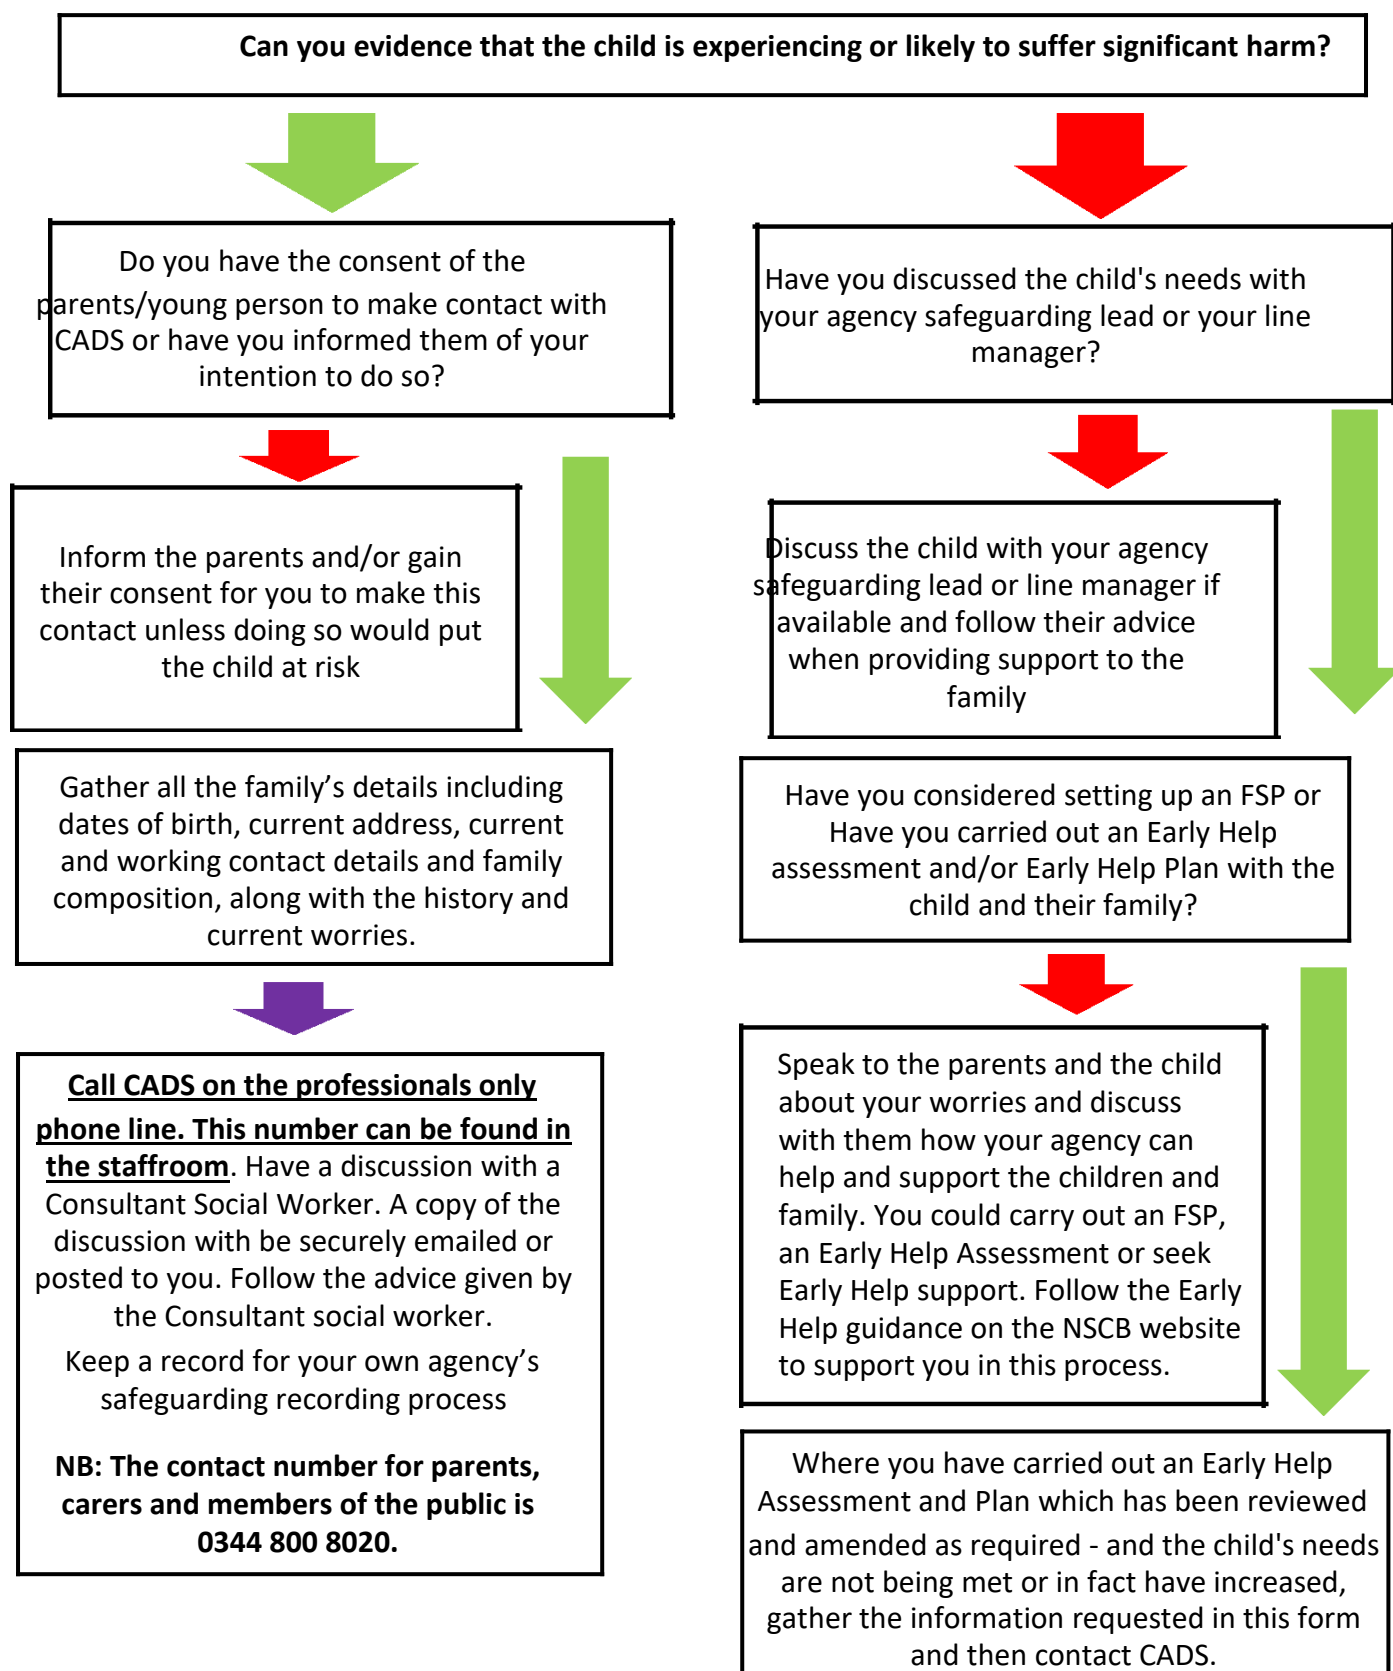 Can you evidence that the child is experiencing or likely to suffer significant harm?
Do you have the consent of the
parents/young person to make contact with
CADS or have you informed them of your
intention to do so?
Inform the parents and/or gain
their consent for you to make this
contact unless doing so would put
the child at risk
Gather all the family’s details including
dates of birth, current address, current
and working contact details and family
composition, along with the history and
current worries.
Call CADS on the professionals only
phone line. This number can be found in
the staffroom. Have a discussion with a
Consultant Social Worker. A copy of the
discussion with be securely emailed or
posted to you. Follow the advice given by
the Consultant social worker.
Keep a record for your own agency’s
safeguarding recording process
NB: The contact number for parents,
carers and members of the public is
0344 800 8020.
Have you discussed the child's needs with
your agency safeguarding lead or your line
manager?
Discuss the child with your agency
safeguarding lead or line manager if
available and follow their advice
when providing support to the
family
Have you considered setting up an FSP or
Have you carried out an Early Help
assessment and/or Early Help Plan with the
child and their family?
Speak to the parents and the child
about your worries and discuss
with them how your agency can
help and support the children and
family. You could carry out an FSP,
an Early Help Assessment or seek
Early Help support. Follow the Early
Help guidance on the NSCB website
to support you in this process.
Where you have carried out an Early Help
Assessment and Plan which has been reviewed
and amended as required - and the child's needs
are not being met or in fact have increased,
gather the information requested in this form
and then contact CADS.